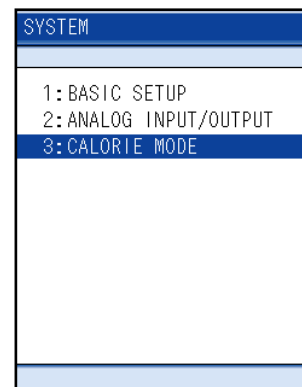 SYSTEM
1:BASIC SETUP
2:ANALOG INPUT/OUTPUT
3:CALORIE MODE